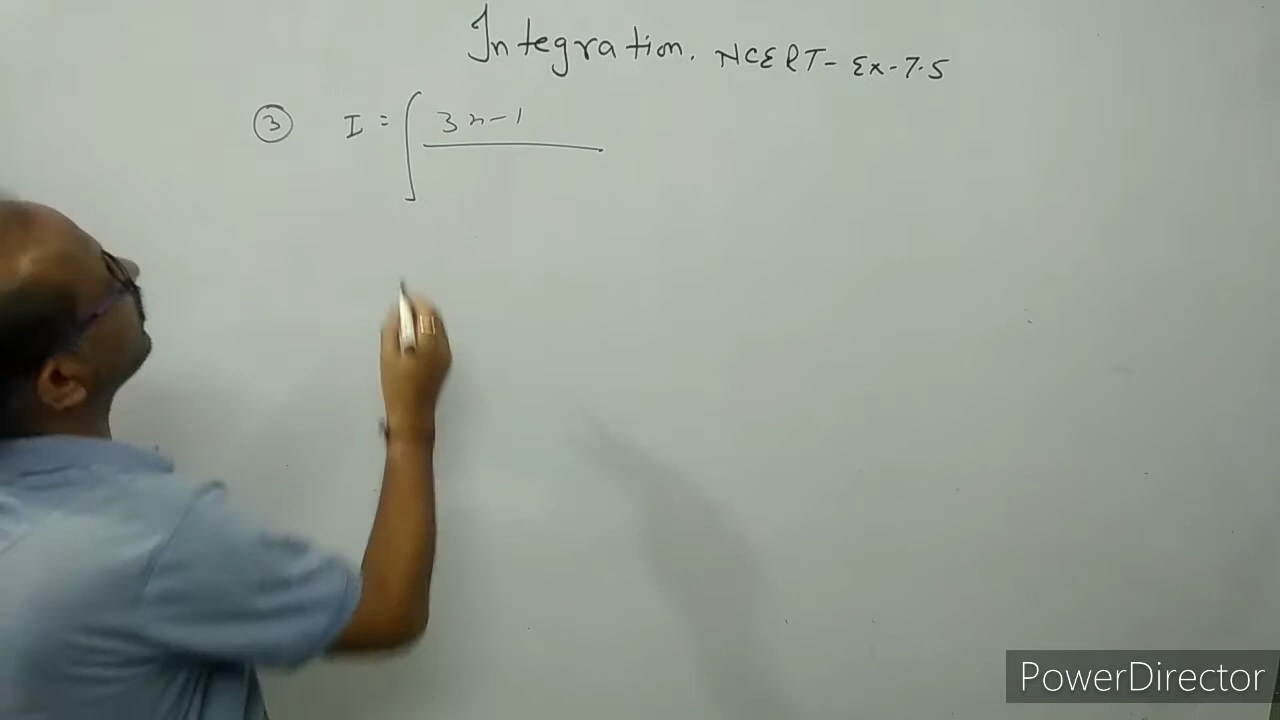 Integration. NCERT- Ex-7.5
③ I = ∫ 3x-1
PowerDirector